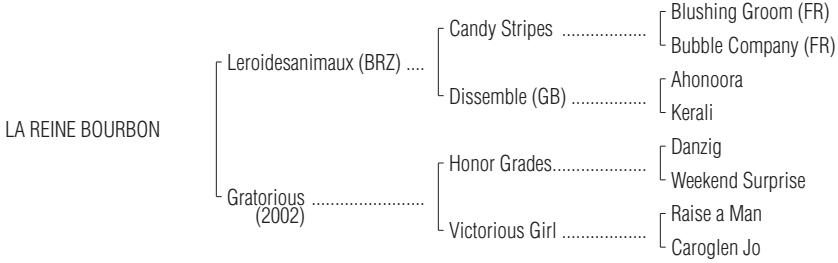 Blushing Groom (FR)
Candy Stripes ..................
Bubble Company (FR)
Leroidesanimaux (BRZ) ....
Ahonoora
Dissemble (GB) ................
Kerali
LA REINE BOURBON
Danzig
Honor Grades....................
Weekend Surprise
Gratorious ........................
(2002)
Raise a Man
Victorious Girl ..................
Caroglen Jo